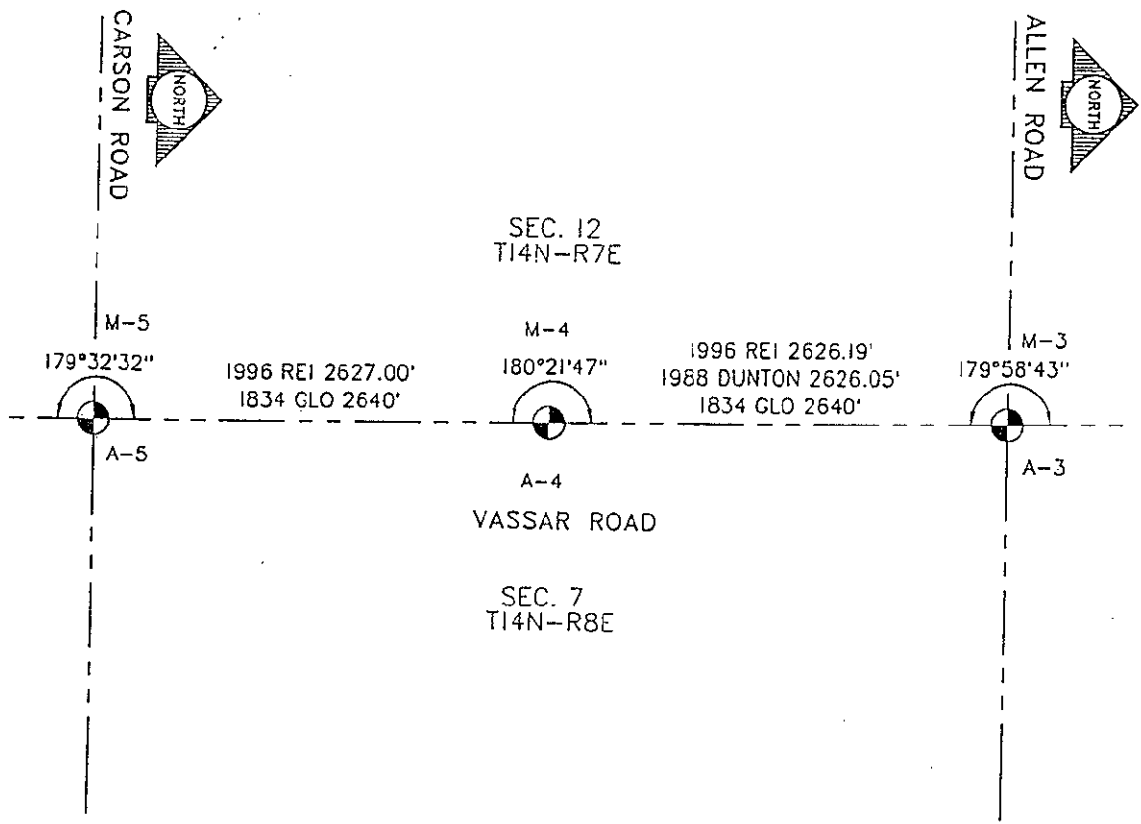 CARSON ROAD
NORTH
ALLEN ROAD
NORTH
SEC. 12
T14N-R7E
M-5
179°32'32"
1996 REI 2627.00'
1834 GLO 2640'
M-4
180°21'47"
1996 REI 2626.19'
1988 DUNTON 2626.05'
1834 GLO 2640'
M-3
179°58'43"
A-5
A-4
A-3
VASSAR ROAD
SEC. 7
T14N-R8E